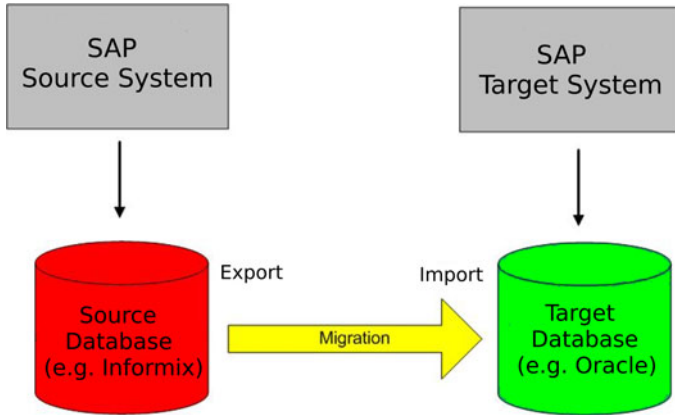 SAP
Source System
SAP
Target System
Export
Import
Source
Database
(e.g. Informix)
Migration
Target
Database
(e.g. Oracle)